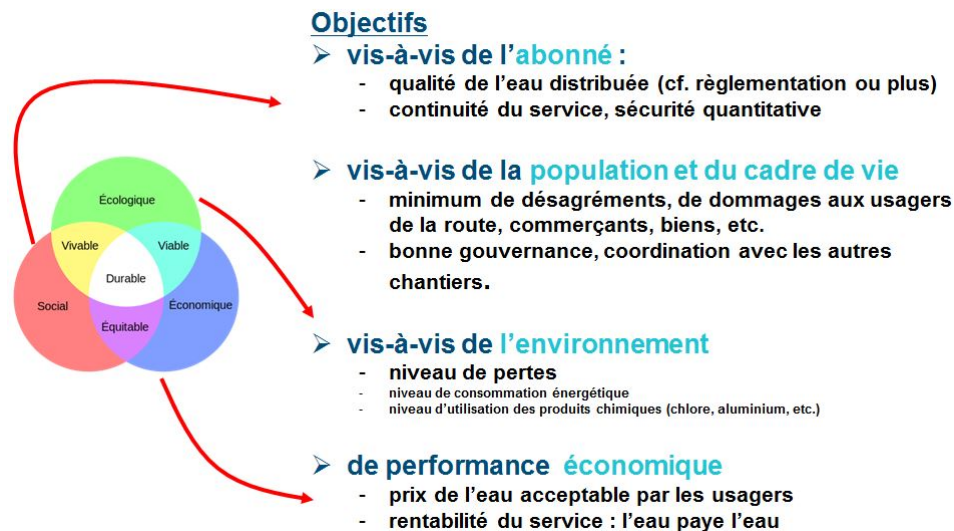 Objectifs
➢ vis-à-vis de l'abonné :
- qualité de l'eau distribuée (cf. règlementation ou plus)
- continuité du service, sécurité quantitative
➢ vis-à-vis de la population et du cadre de vie
- minimum de désagréments, de dommages aux usagers
de la route, commerçants, biens, etc.
- bonne gouvernance, coordination avec les autres
chantiers.
➢ vis-à-vis de l'environnement
- niveau de pertes
- niveau de consommation énergétique
- niveau d'utilisation des produits chimiques (chlore, aluminium, etc.)
➢ de performance économique
- prix de l'eau acceptable par les usagers
- rentabilité du service : l'eau paye l'eau
Écologique
Vivable
Viable
Durable
Social
Économique
Équitable